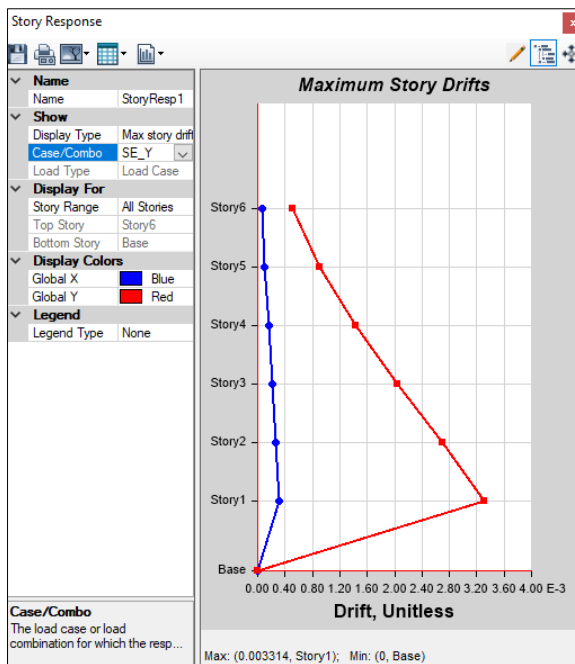 Story Response
Name
Name StoryResp1
Show
Display Type Max story drift
Case/Combo SE_Y
Load Type Load Case
Display For
Story Range All Stories
Top Story Story6
Bottom Story Base
Display Colors
Global X Blue
Global Y Red
Legend
Legend Type None
Case/Combo
The load case or load
combination for which the resp...
Maximum Story Drifts
Story6
Story5
Story4
Story3
Story2
Story1
Base
0.00 0.40 0.80 1.20 1.60 2.00 2.40 2.80 3.20 3.60 4.00 E-3
Drift, Unitless
Max: (0.003314, Story1); Min: (0, Base)